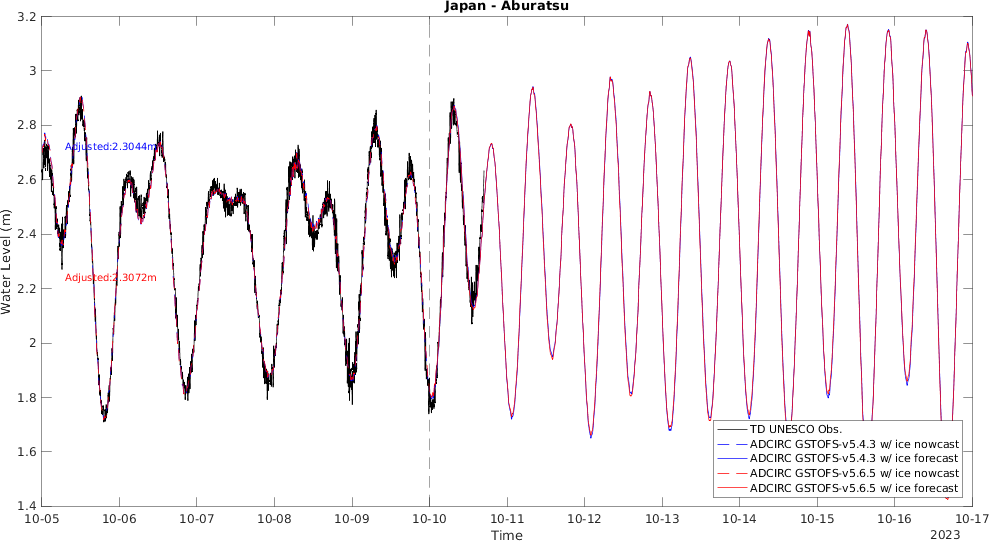 Japan - Aburatsu
Water Level (m)
3.2
3
2.8
2.6
2.4
2.2
2
1.8
1.6
1.4
Adjusted:2.3044m
Adjusted:2.3072m
TD UNESCO Obs.
ADCIRC GSTOFS-v5.4.3 w/ ice nowcast
ADCIRC GSTOFS-v5.4.3 w/ ice forecast
ADCIRC GSTOFS-v5.6.5 w/ ice nowcast
ADCIRC GSTOFS-v5.6.5 w/ ice forecast
10-05 10-06 10-07 10-08 10-09 10-10 10-11 10-12 10-13 10-14 10-15 10-16 10-17
Time
2023